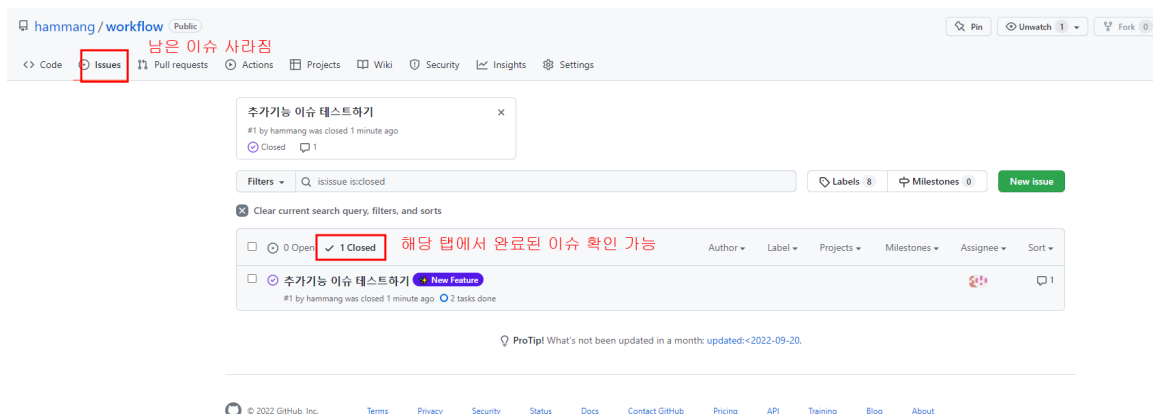 hammang / workflow Public
Pin
Unwatch 1
Fork 0
남은 이슈 사라짐
Code
Issues
Pull requests
Actions
Projects
Wiki
Security
Insights
Settings
추가기능 이슈 테스트하기
#1 by hammang was closed 1 minute ago
Closed 1
Filters
is:issue is:closed
Labels 8
Milestones 0
New issue
Clear current search query, filters, and sorts
0 Open
1 Closed
해당 탭에서 완료된 이슈 확인 가능
Author
Label
Projects
Milestones
Assignee
Sort
추가기능 이슈 테스트하기 New Feature
1
#1 by hammang was closed 1 minute ago 2 tasks done
ProTip! What's not been updated in a month: updated:<2022-09-20.
© 2022 GitHub, Inc.
Terms
Privacy
Security
Status
Docs
Contact GitHub
Pricing
API
Training
Blog
About